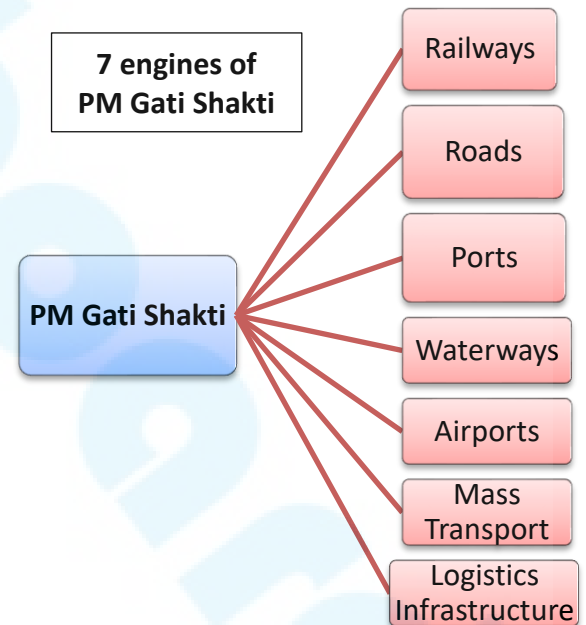 7 engines of
PM Gati Shakti
PM Gati Shakti
Railways
Roads
Ports
Waterways
Airports
Mass
Transport
Logistics
Infrastructure